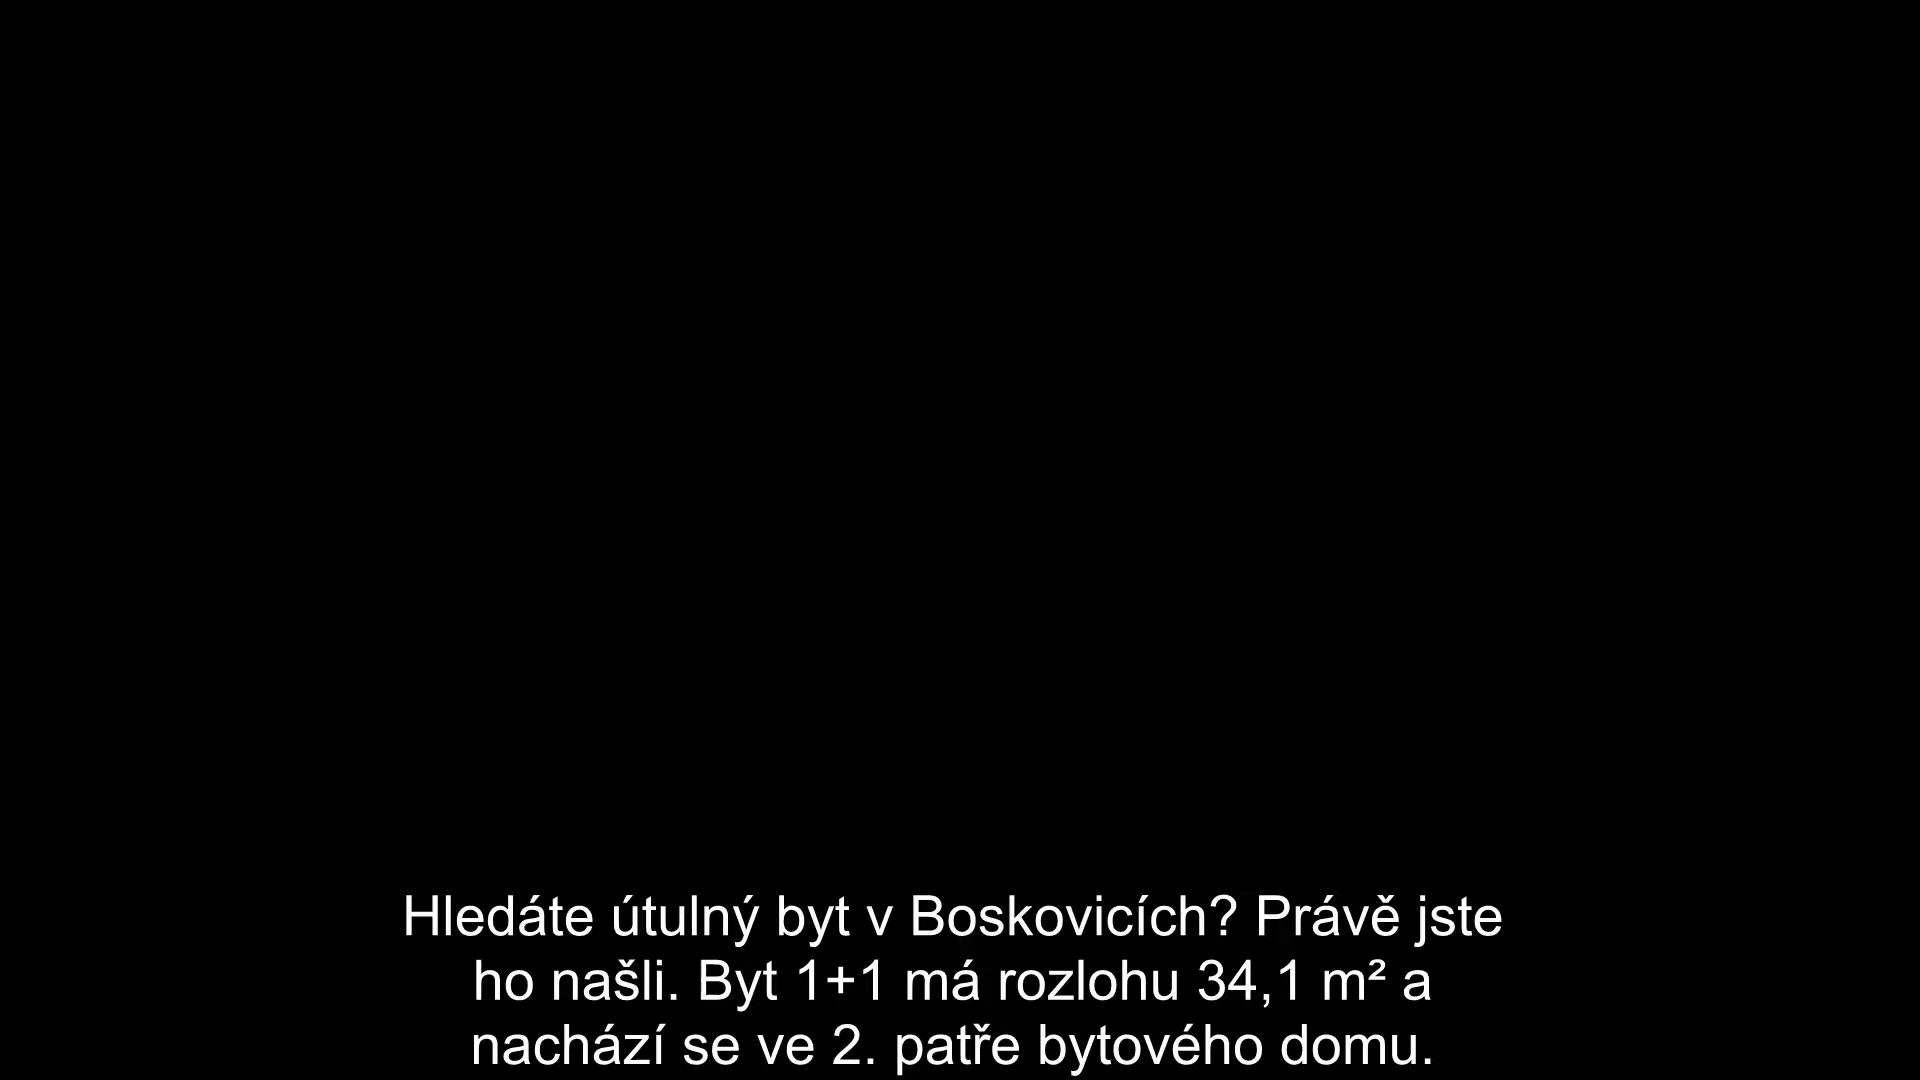 Hledáte útulný byt v Boskovicích? Právě jste
ho našli. Byt 1+1 má rozlohu 34,1 m² a
nachází se ve 2. patře bytového domu.